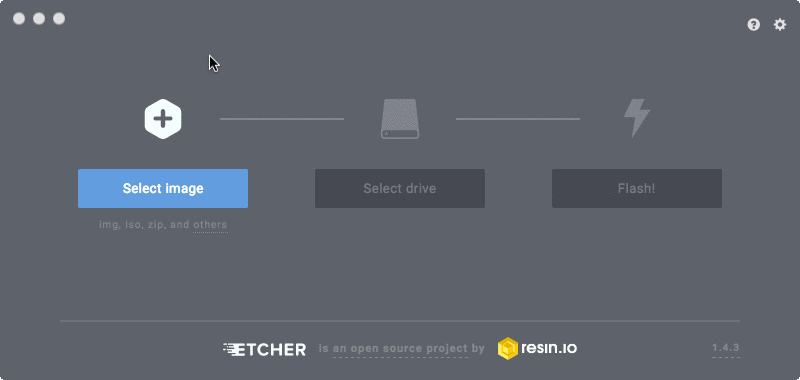 Select image
Select drive
Flash!
img, iso, zip, and others
ETCHER is an open source project by resin.io
1.4.3